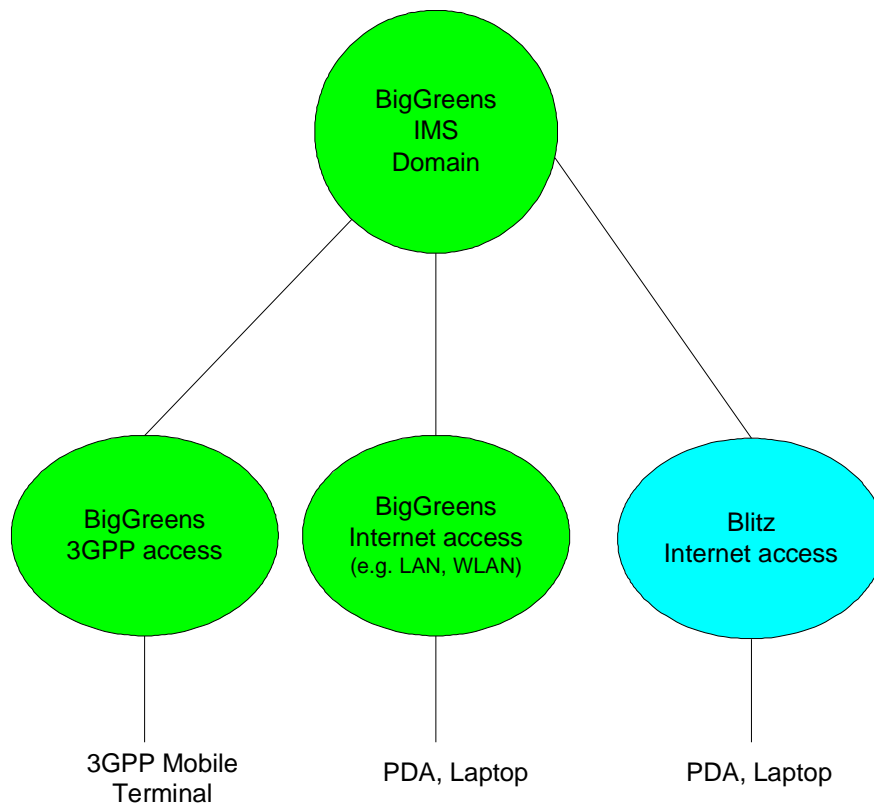 BigGreens
IMS
Domain
BigGreens
3GPP access
BigGreens
Internet access
(e.g. LAN, WLAN)
Blitz
Internet access
3GPP Mobile
Terminal
PDA, Laptop
PDA, Laptop